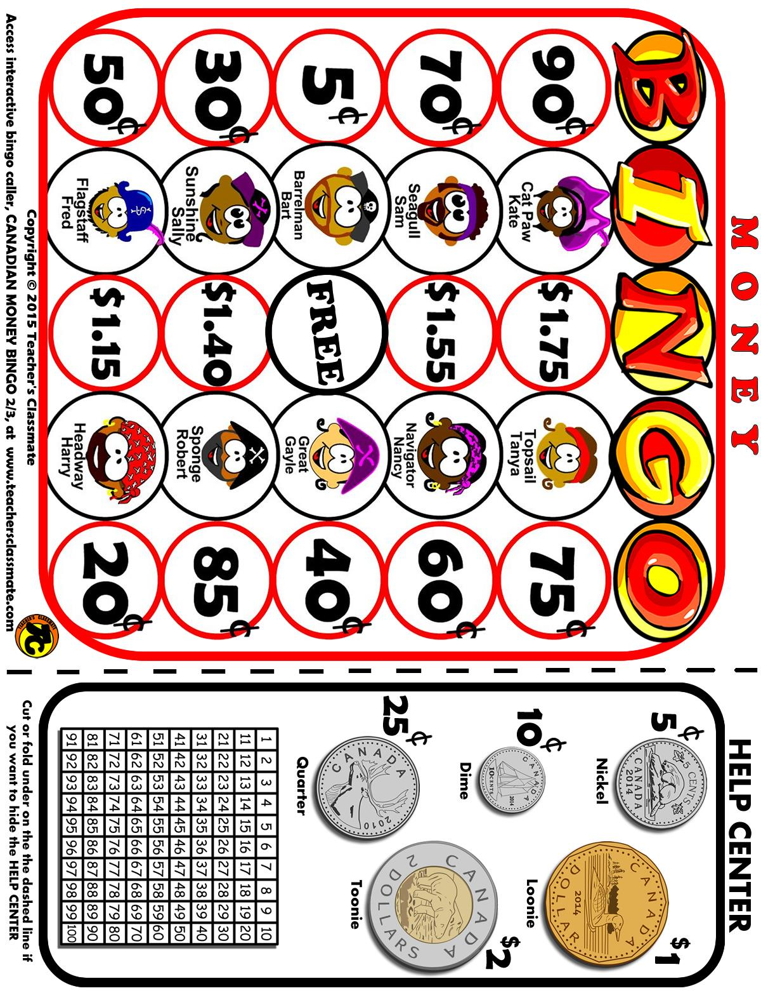 MONEY
BINGO
90¢
Cat Paw
Kate
$1.75
Topsail
Tanya
75¢
70¢
Seagull
Sam
$1.55
Navigator
Nancy
60¢
5¢
Barrelman
Bart
FREE
Great
Gayle
40¢
30¢
Sunshine
Sally
$1.40
Sponge
Robert
85¢
50¢
Flagstaff
Fred
$1.15
Headway
Harry
20¢
Copyright © 2015 Teacher's Classmate
Access interactive bingo caller, CANADIAN MONEY BINGO 2/3, at www.teachersclassmate.com
TEACHER'S CLASSMATE
TC
HELP CENTER
5¢
5 CENTS
CANADA
2014
Nickel
$1
CANADA
2014
DOLLAR
Loonie
10¢
CANADA
10 CENTS
2014
Dime
$2
CANADA
2 DOLLARS
Toonie
25¢
CANADA
2010
Quarter
1 2 3 4 5 6 7 8 9 10
11 12 13 14 15 16 17 18 19 20
21 22 23 24 25 26 27 28 29 30
31 32 33 34 35 36 37 38 39 40
41 42 43 44 45 46 47 48 49 50
51 52 53 54 55 56 57 58 59 60
61 62 63 64 65 66 67 68 69 70
71 72 73 74 75 76 77 78 79 80
81 82 83 84 85 86 87 88 89 90
91 92 93 94 95 96 97 98 99 100
Cut or fold under on the the dashed line if
you want to hide the HELP CENTER